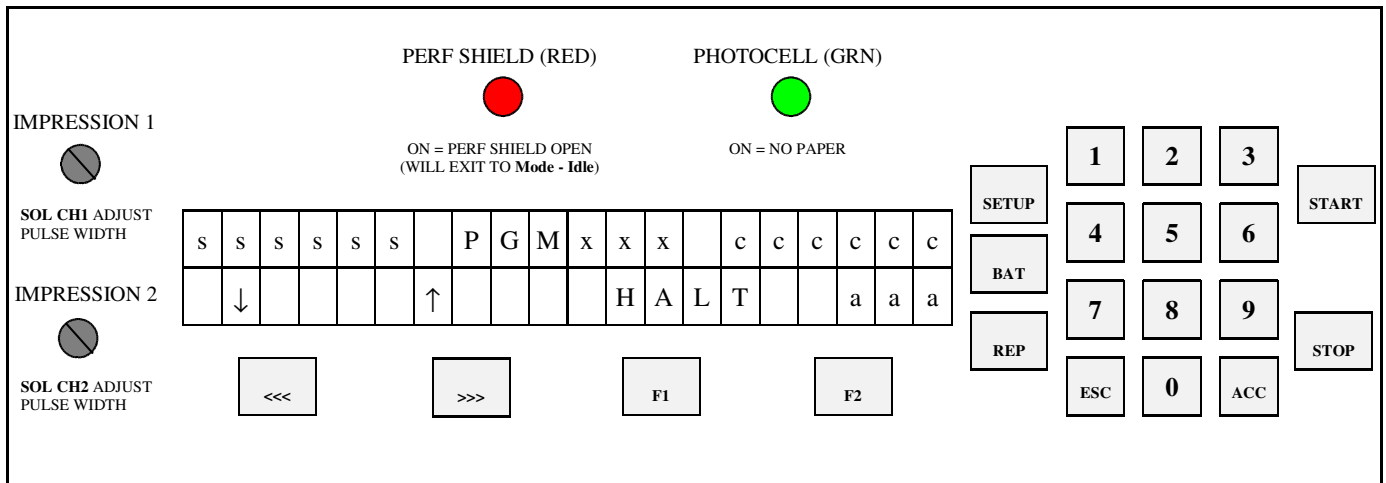 PERF SHIELD (RED)
PHOTOCELL (GRN)
ON = PERF SHIELD OPEN
(WILL EXIT TO Mode - Idle)
ON = NO PAPER
IMPRESSION 1
SOL CH1 ADJUST
PULSE WIDTH
IMPRESSION 2
SOL CH2 ADJUST
PULSE WIDTH
s s s s s s P G M x x x c c c c c c
↓ ↑ H A L T a a a
<<< >>> F1 F2
SETUP
BAT
REP
1 2 3
4 5 6
7 8 9
ESC 0 ACC
START
STOP